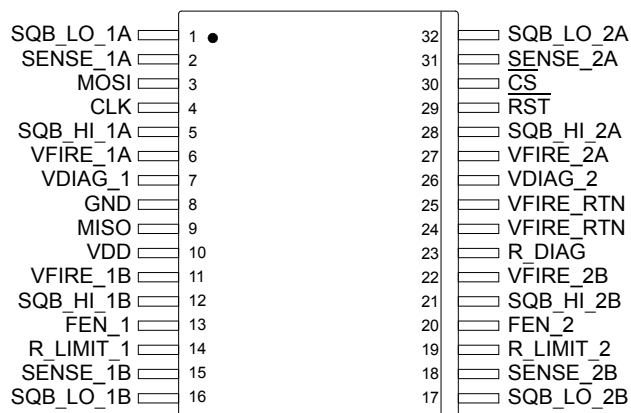 SQB_LO_1A 1 32 SQB_LO_2A
SENSE_1A 2 31 SENSE_2A
MOSI 3 30 CS
CLK 4 29 RST
SQB_HI_1A 5 28 SQB_HI_2A
VFIRE_1A 6 27 VFIRE_2A
VDIAG_1 7 26 VDIAG_2
GND 8 25 VFIRE_RTN
MISO 9 24 VFIRE_RTN
VDD 10 23 R_DIAG
VFIRE_1B 11 22 VFIRE_2B
SQB_HI_1B 12 21 SQB_HI_2B
FEN_1 13 20 FEN_2
R_LIMIT_1 14 19 R_LIMIT_2
SENSE_1B 15 18 SENSE_2B
SQB_LO_1B 16 17 SQB_LO_2B